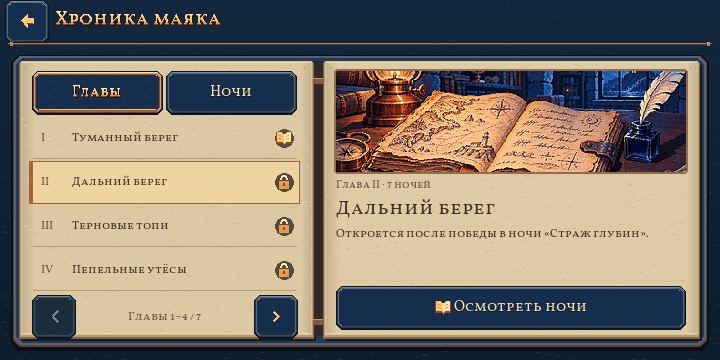 Хроника маяка
Главы
Ночи
I Туманный берег
II Дальний берег
III Терновые топи
IV Пепельные утёсы
Главы 1–4 / 7
Глава II · 7 ночей
Дальний берег
Откроется после победы в ночи «Страж глубин».
Осмотреть ночи